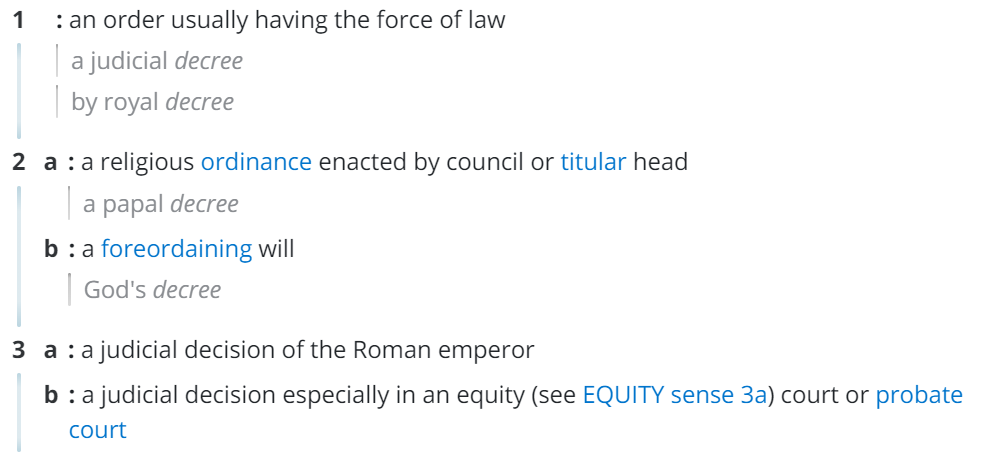 1 : an order usually having the force of law
a judicial decree
by royal decree
2 a : a religious ordinance enacted by council or titular head
a papal decree
b : a foreordaining will
God's decree
3 a : a judicial decision of the Roman emperor
b : a judicial decision especially in an equity (see EQUITY sense 3a) court or probate
court